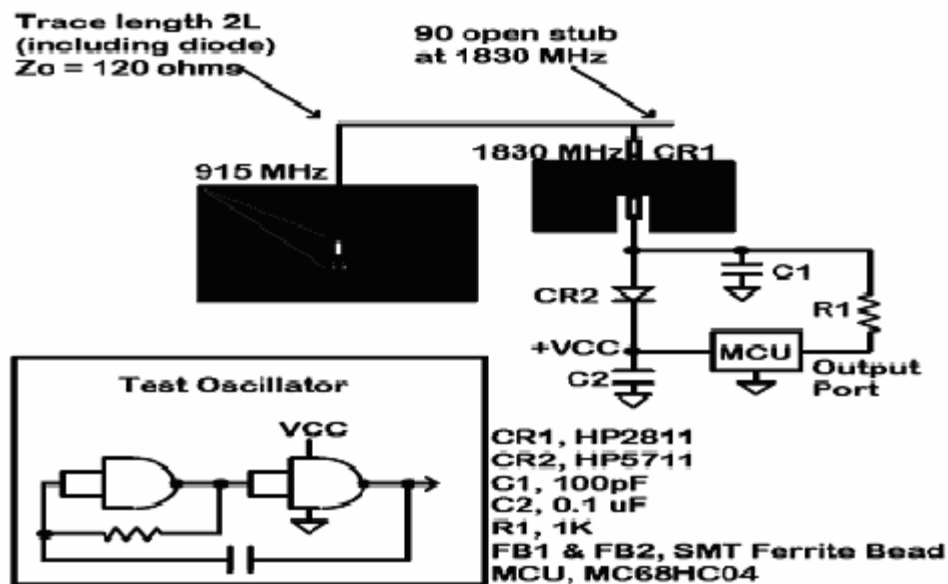 Trace length 2L
(including diode)
Zo = 120 ohms
90 open stub
at 1830 MHz
915 MHz
1830 MHz
CR1
C1
CR2
R1
+VCC
MCU
C2
Output
Port
Test Oscillator
VCC
CR1, HP2811
CR2, HP5711
C1, 100pF
C2, 0.1 uF
R1, 1K
FB1 & FB2, SMT Ferrite Bead
MCU, MC68HC04